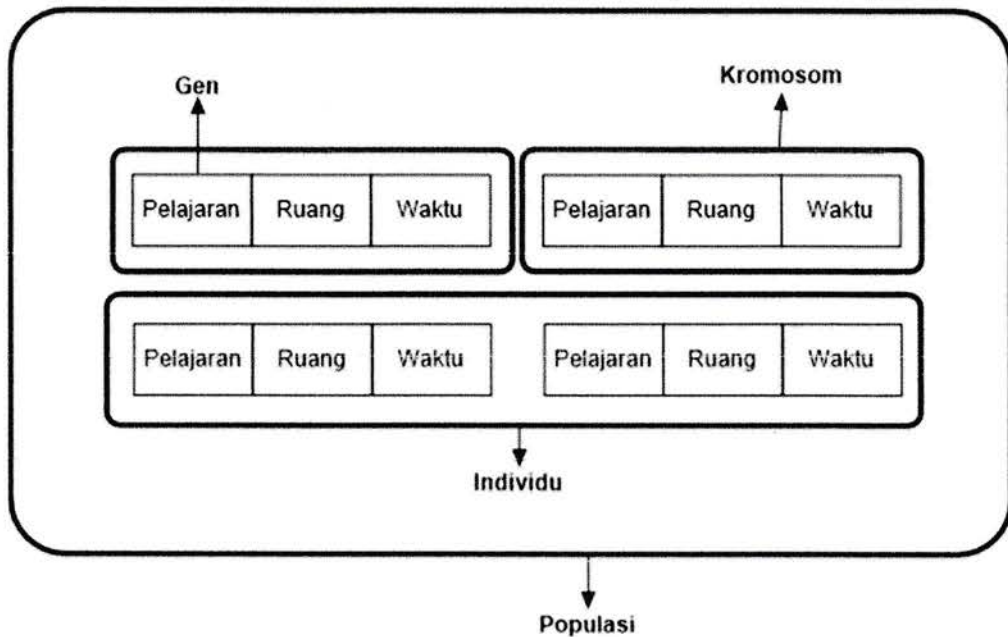 Gen
Kromosom
Pelajaran Ruang Waktu Pelajaran Ruang Waktu
Pelajaran Ruang Waktu Pelajaran Ruang Waktu
Individu
Populasi